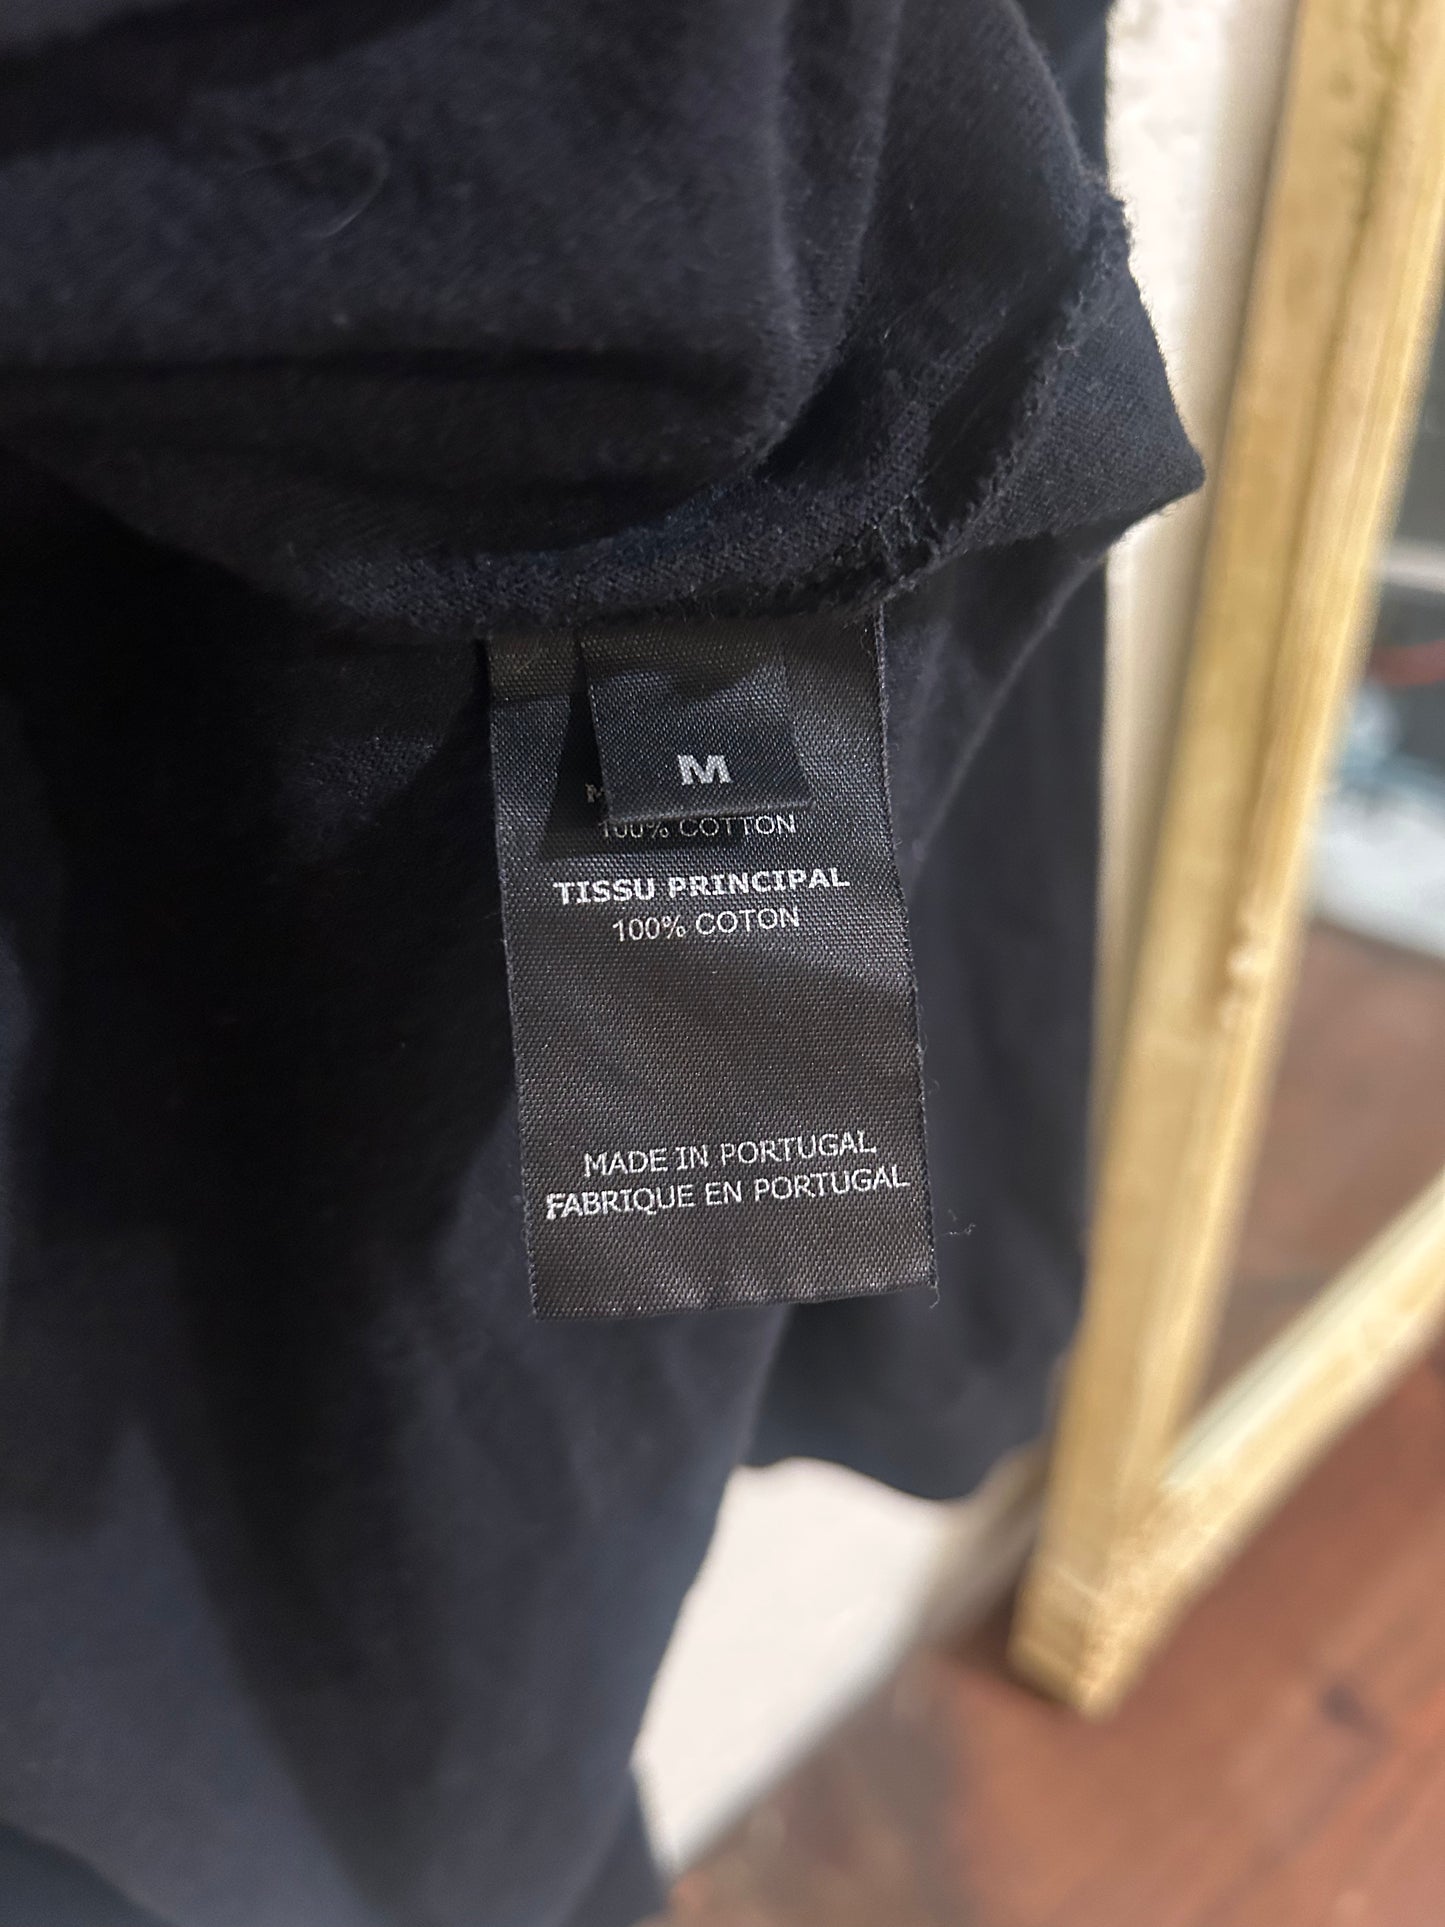 M
100% COTTON
TISSU PRINCIPAL
100% COTON
MADE IN PORTUGAL
FABRIQUE EN PORTUGAL